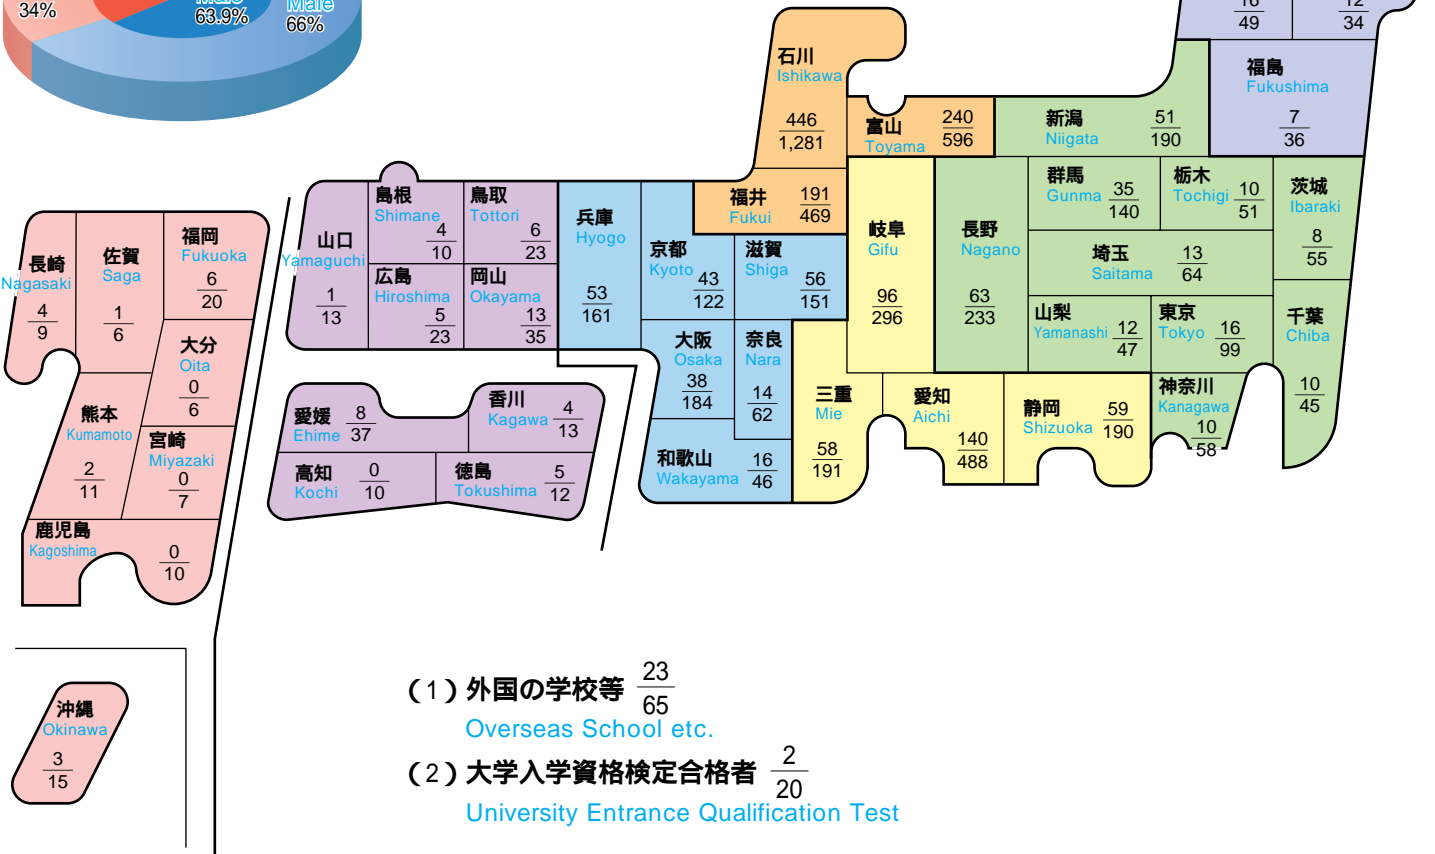 34%
63.9%
Male
66%
16
49
12
34
石川
Ishikawa
446
1,281
富山
Toyama
240
596
新潟
Niigata
51
190
福島
Fukushima
7
36
福井
Fukui
191
469
群馬
Gunma
35
140
栃木
Tochigi
10
51
茨城
Ibaraki
8
55
埼玉
Saitama
13
64
山梨
Yamanashi
12
47
東京
Tokyo
16
99
千葉
Chiba
10
45
神奈川
Kanagawa
10
58
長野
Nagano
63
233
岐阜
Gifu
96
296
三重
Mie
58
191
愛知
Aichi
140
488
静岡
Shizuoka
59
190
兵庫
Hyogo
53
161
京都
Kyoto
43
122
滋賀
Shiga
56
151
大阪
Osaka
38
184
奈良
Nara
14
62
和歌山
Wakayama
16
46
山口
Yamaguchi
1
13
島根
Shimane
4
10
鳥取
Tottori
6
23
広島
Hiroshima
5
23
岡山
Okayama
13
35
愛媛
Ehime
8
37
香川
Kagawa
4
13
高知
Kochi
0
10
徳島
Tokushima
5
12
長崎
Nagasaki
4
9
佐賀
Saga
1
6
福岡
Fukuoka
6
20
大分
Oita
0
6
熊本
Kumamoto
2
11
宮崎
Miyazaki
0
7
鹿児島
Kagoshima
0
10
沖縄
Okinawa
3
15
(1)外国の学校等 23
65
Overseas School etc.
(2)大学入学資格検定合格者 2
20
University Entrance Qualification Test